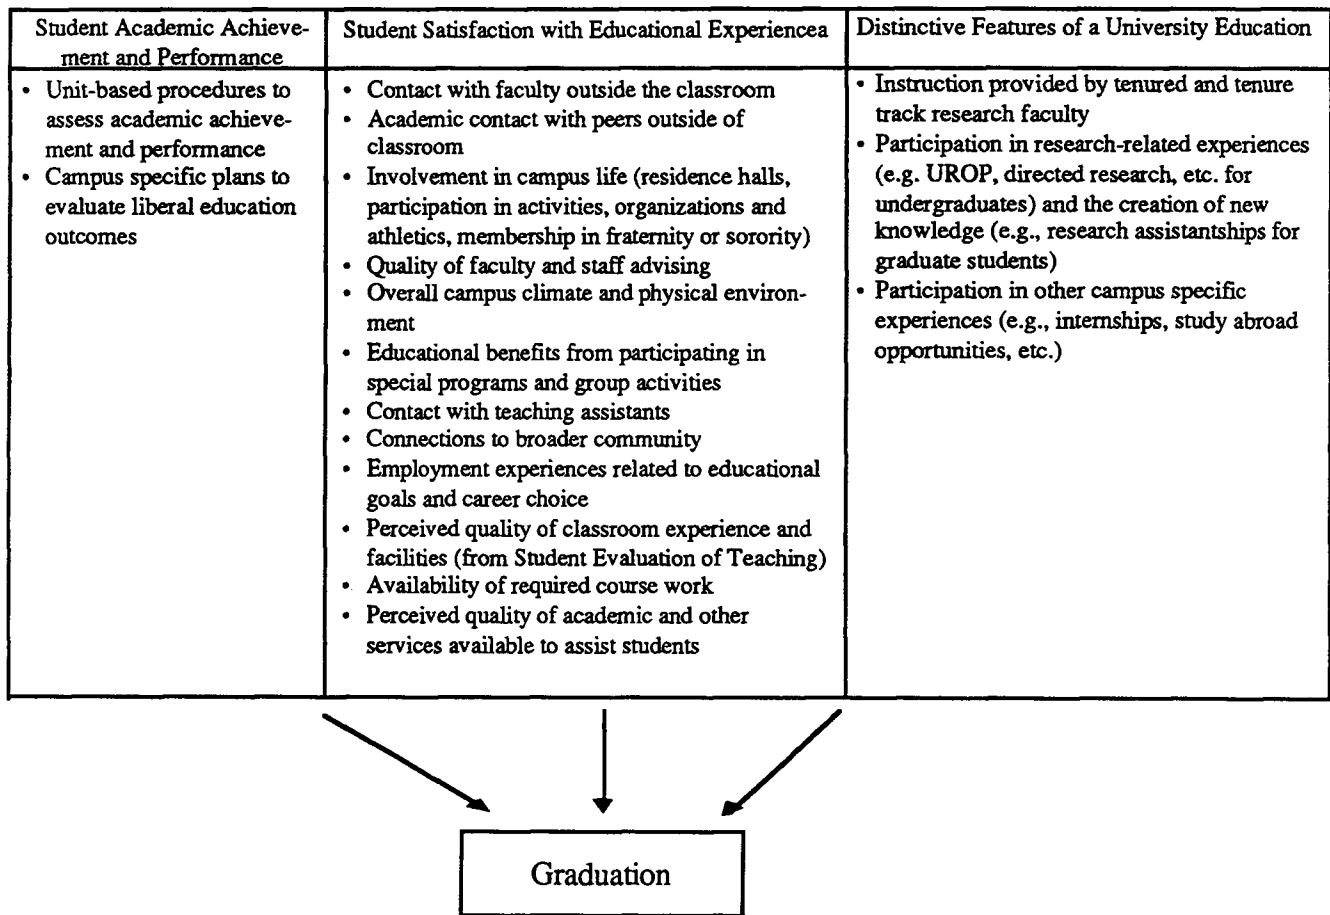 Student Academic Achieve-
ment and Performance
• Unit-based procedures to
assess academic achieve-
ment and performance
• Campus specific plans to
evaluate liberal education
outcomes
Student Satisfaction with Educational Experiencea
• Contact with faculty outside the classroom
• Academic contact with peers outside of
classroom
• Involvement in campus life (residence halls,
participation in activities, organizations and
athletics, membership in fraternity or sorority)
• Quality of faculty and staff advising
• Overall campus climate and physical environ-
ment
• Educational benefits from participating in
special programs and group activities
• Contact with teaching assistants
• Connections to broader community
• Employment experiences related to educational
goals and career choice
• Perceived quality of classroom experience and
facilities (from Student Evaluation of Teaching)
• Availability of required course work
• Perceived quality of academic and other
services available to assist students
Distinctive Features of a University Education
• Instruction provided by tenured and tenure
track research faculty
• Participation in research-related experiences
(e.g. UROP, directed research, etc. for
undergraduates) and the creation of new
knowledge (e.g., research assistantships for
graduate students)
• Participation in other campus specific
experiences (e.g., internships, study abroad
opportunities, etc.)
Graduation